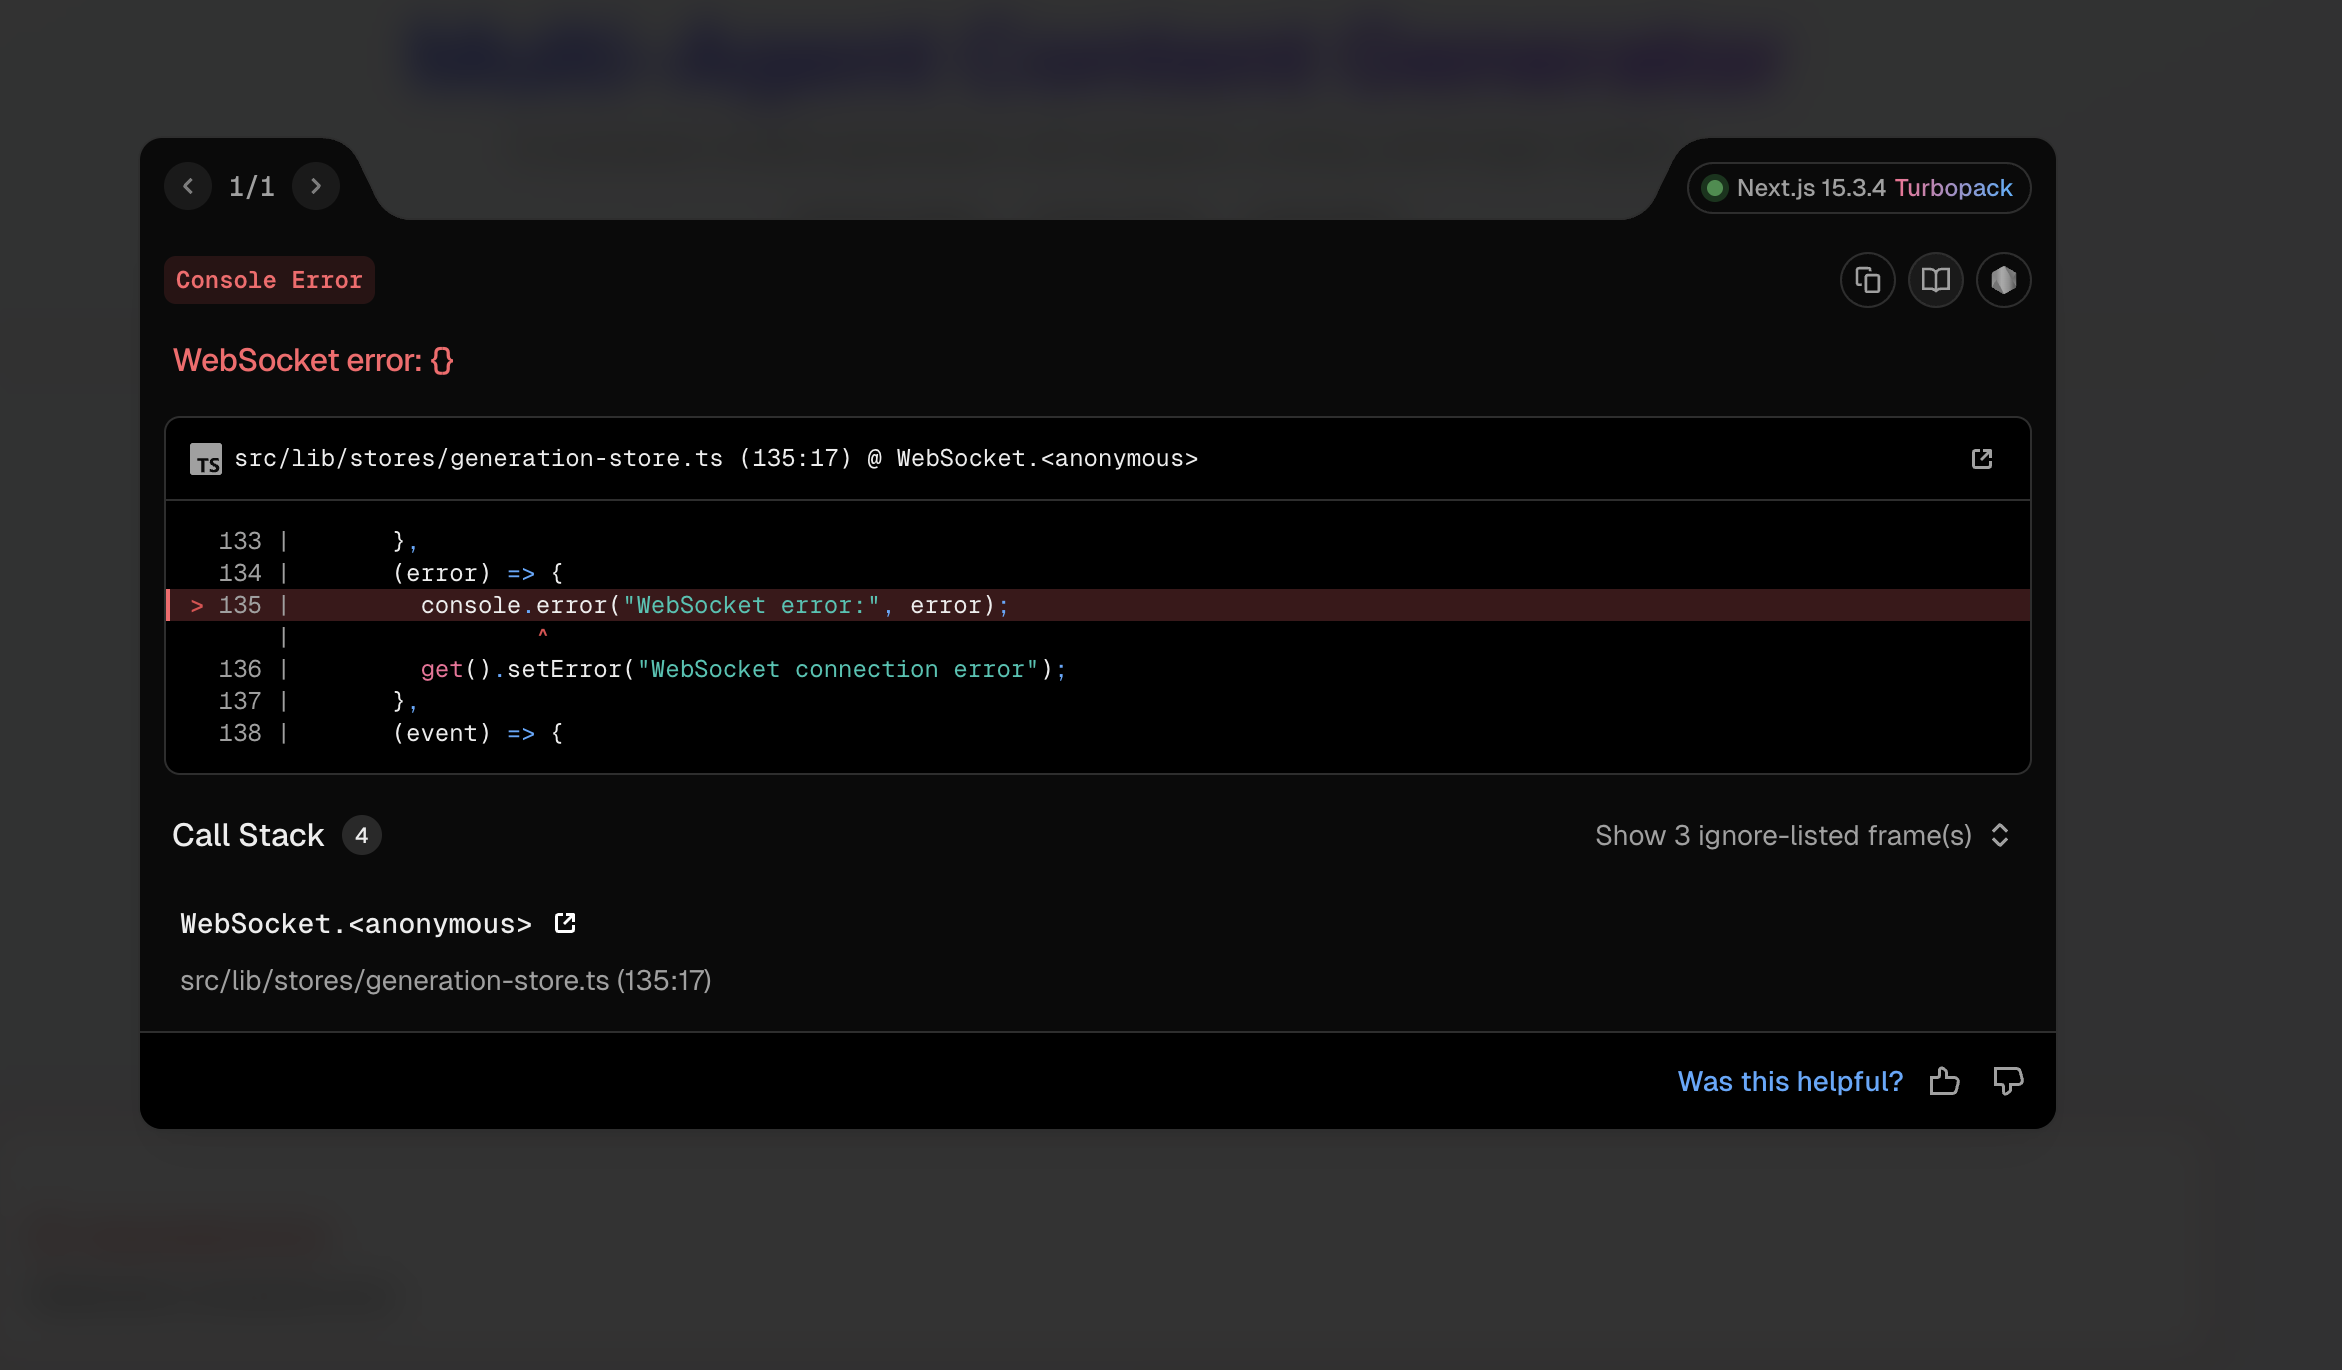 1/1
Next.js 15.3.4 Turbopack
Console Error
WebSocket error: {}
TS src/lib/stores/generation-store.ts (135:17) @ WebSocket.<anonymous>
133 |       },
134 |       (error) => {
> 135 |         console.error("WebSocket error:", error);
|                 ^
136 |         get().setError("WebSocket connection error");
137 |       },
138 |       (event) => {
Call Stack 4
Show 3 ignore-listed frame(s)
WebSocket.<anonymous>
src/lib/stores/generation-store.ts (135:17)
Was this helpful?